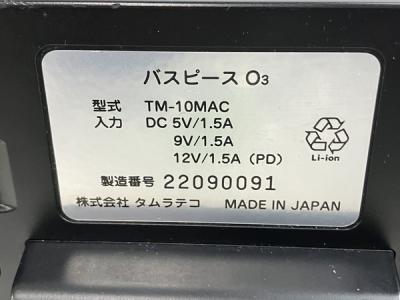 バスピース O₃
型式 TM-10MAC
入力 DC 5V/1.5A
9V/1.5A
12V/1.5A (PD)
Li-ion
製造番号 22090091
株式会社 タムラテコ MADE IN JAPAN